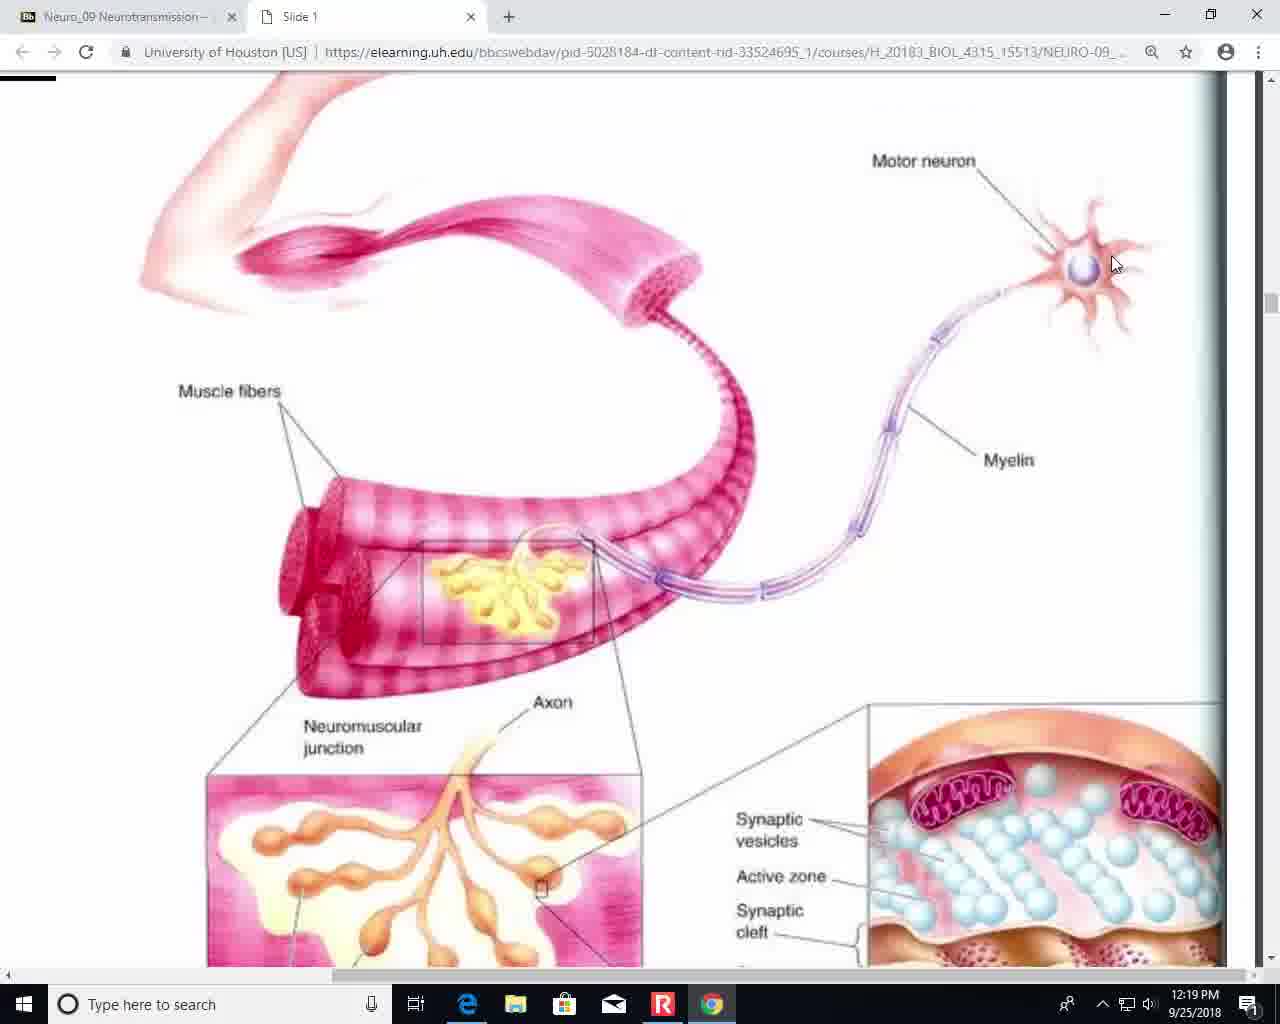 Neuro_09 Neurotransmission --
Slide 1
University of Houston [US] | https://elearning.uh.edu/bbcswebdav/pid-5028184-dt-content-rid-33524695_1/courses/H_20183_BIOL_4315_15513/NEURO-09_...
Motor neuron
Muscle fibers
Myelin
Axon
Neuromuscular
junction
Synaptic
vesicles
Active zone
Synaptic
cleft
Type here to search
12:19 PM
9/25/2018